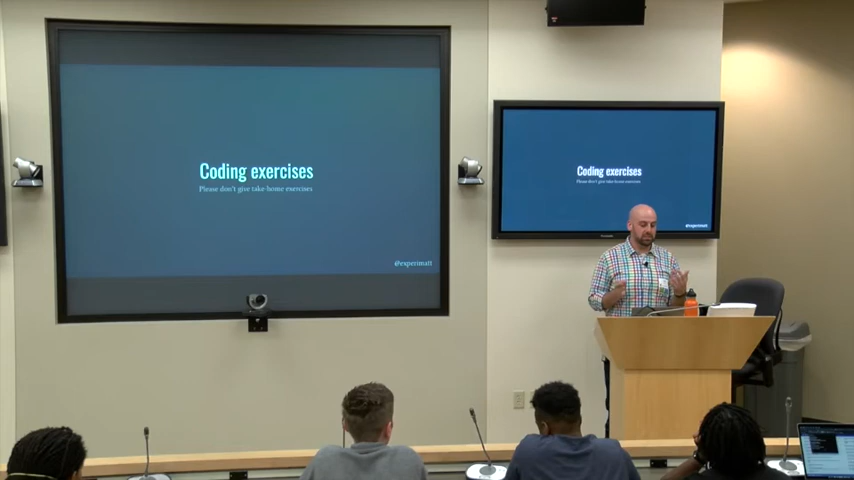 Coding exercises
Please don't give take-home exercises
@experimatt
Coding exercises
Please don't give take-home exercises
@experimatt